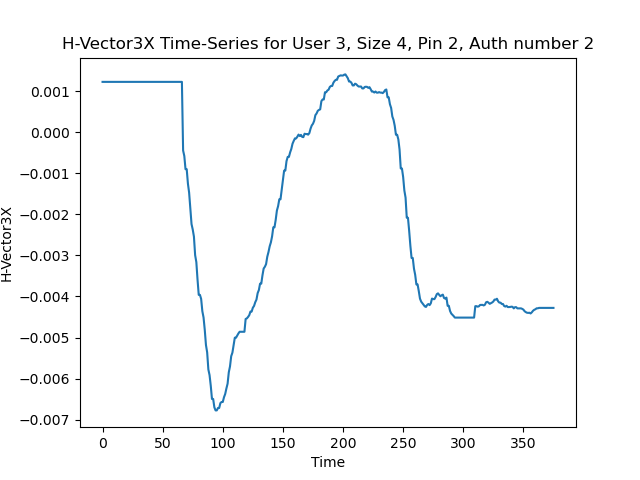 H-Vector3X Time-Series for User 3, Size 4, Pin 2, Auth number 2
H-Vector3X
0.001
0.000
−0.001
−0.002
−0.003
−0.004
−0.005
−0.006
−0.007
0 50 100 150 200 250 300 350
Time